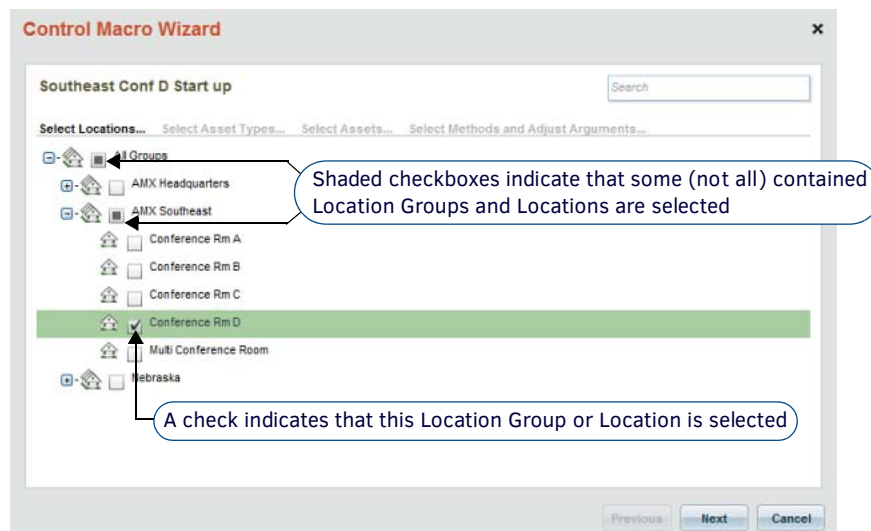 Control Macro Wizard
Southeast Conf D Start up
Search
Select Locations... Select Asset Types... Select Assets... Select Methods and Adjust Arguments...
All Groups
AMX Headquarters
Shaded checkboxes indicate that some (not all) contained
Location Groups and Locations are selected
AMX Southeast
Conference Rm A
Conference Rm B
Conference Rm C
Conference Rm D
Multi Conference Room
Nebraska
A check indicates that this Location Group or Location is selected
Previous Next Cancel